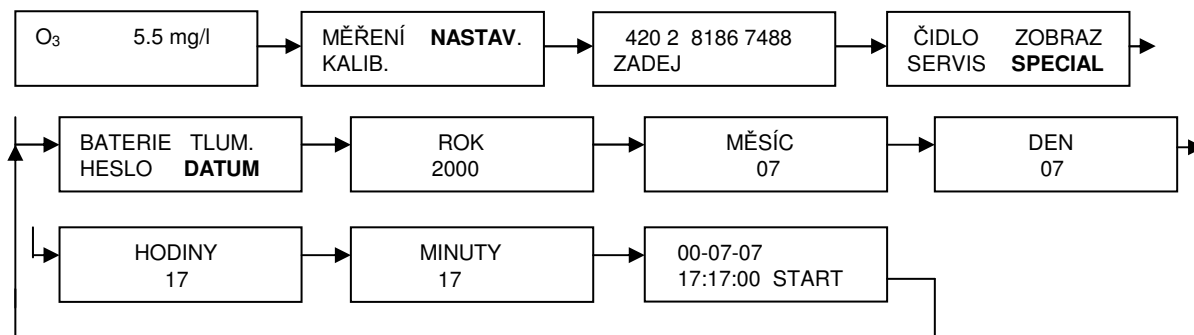 O₃ 5.5 mg/l
MĚŘENÍ NASTAV.
KALIB.
420 2 8186 7488
ZADEJ
ČIDLO ZOBRAZ
SERVIS SPECIAL
BATERIE TLUM.
HESLO DATUM
ROK
2000
MĚSÍC
07
DEN
07
HODINY
17
MINUTY
17
00-07-07
17:17:00 START